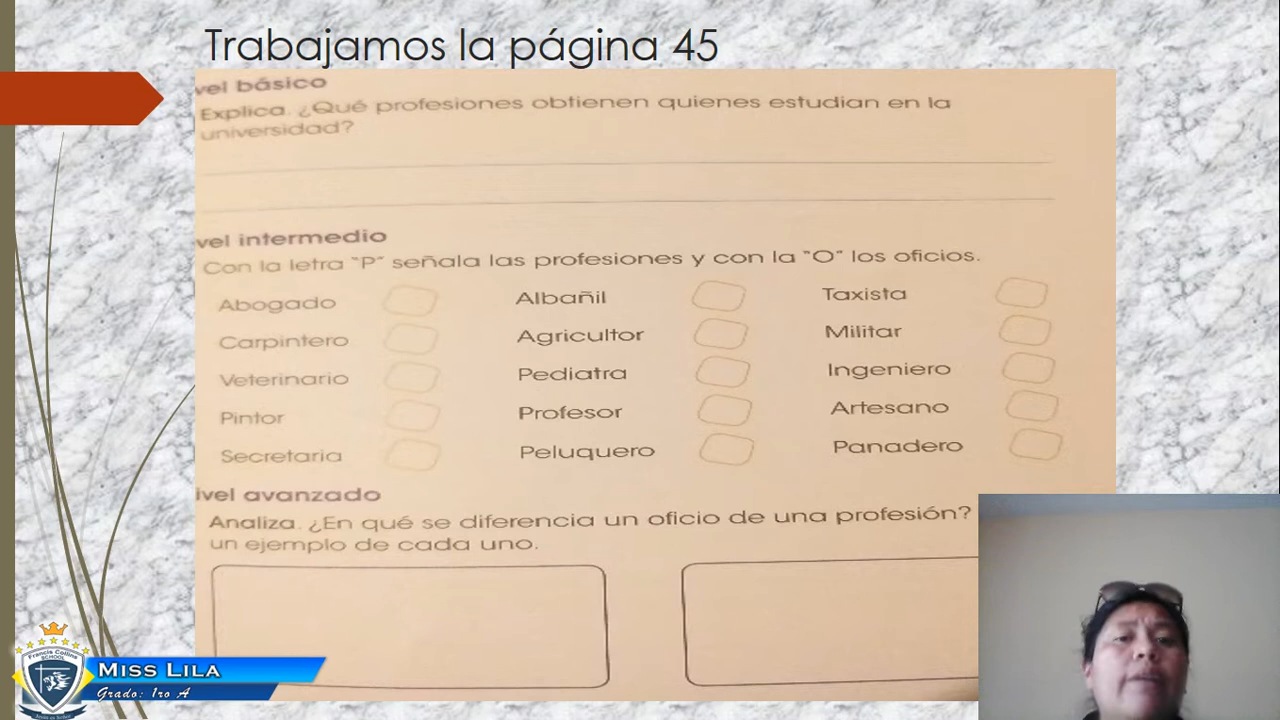 Trabajamos la página 45
vel básico
Explica. ¿Qué profesiones obtienen quienes estudian en la
universidad?
vel intermedio
Con la letra "P" señala las profesiones y con la "O" los oficios.
Abogado Albañil Taxista
Carpintero Agricultor Militar
Veterinario Pediatra Ingeniero
Pintor Profesor Artesano
Secretaria Peluquero Panadero
ivel avanzado
Analiza. ¿En qué se diferencia un oficio de una profesión?
un ejemplo de cada uno.
Francis Collins
SCHOOL
Miss Lila
Grado: 1ro A